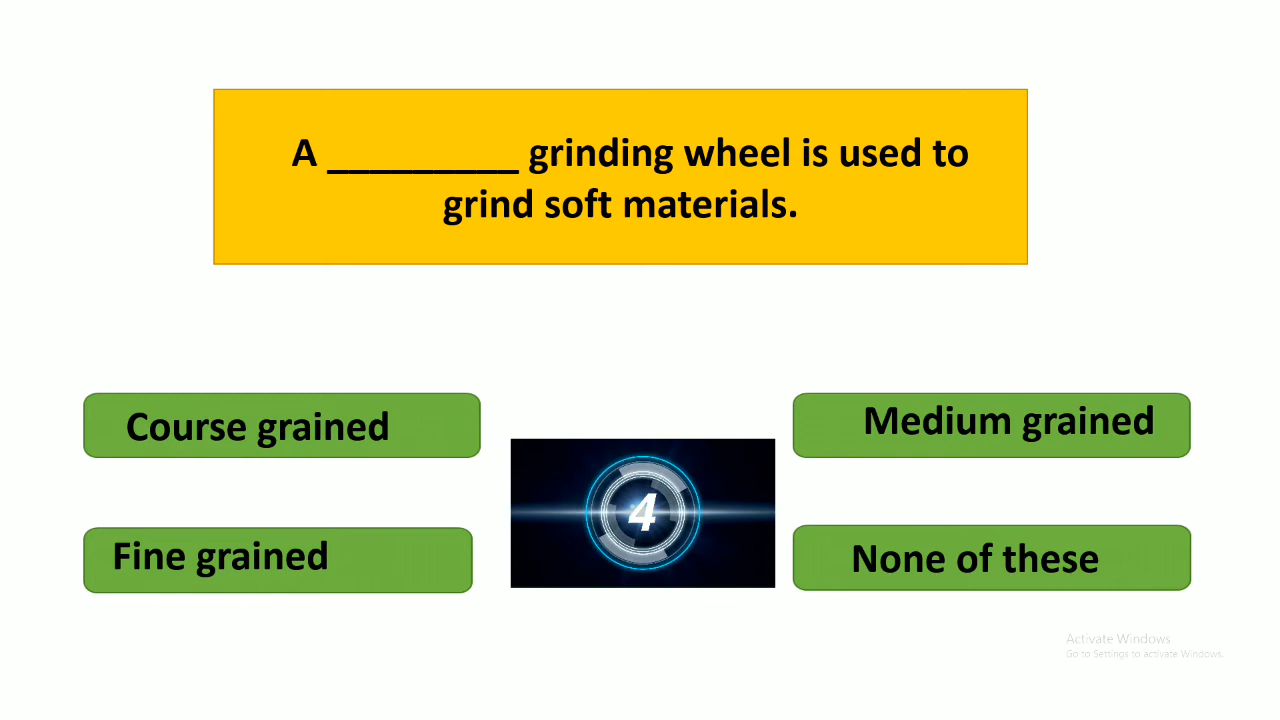 A _________ grinding wheel is used to
grind soft materials.
Course grained
Medium grained
4
Fine grained
None of these
Activate Windows
Go to Settings to activate Windows.